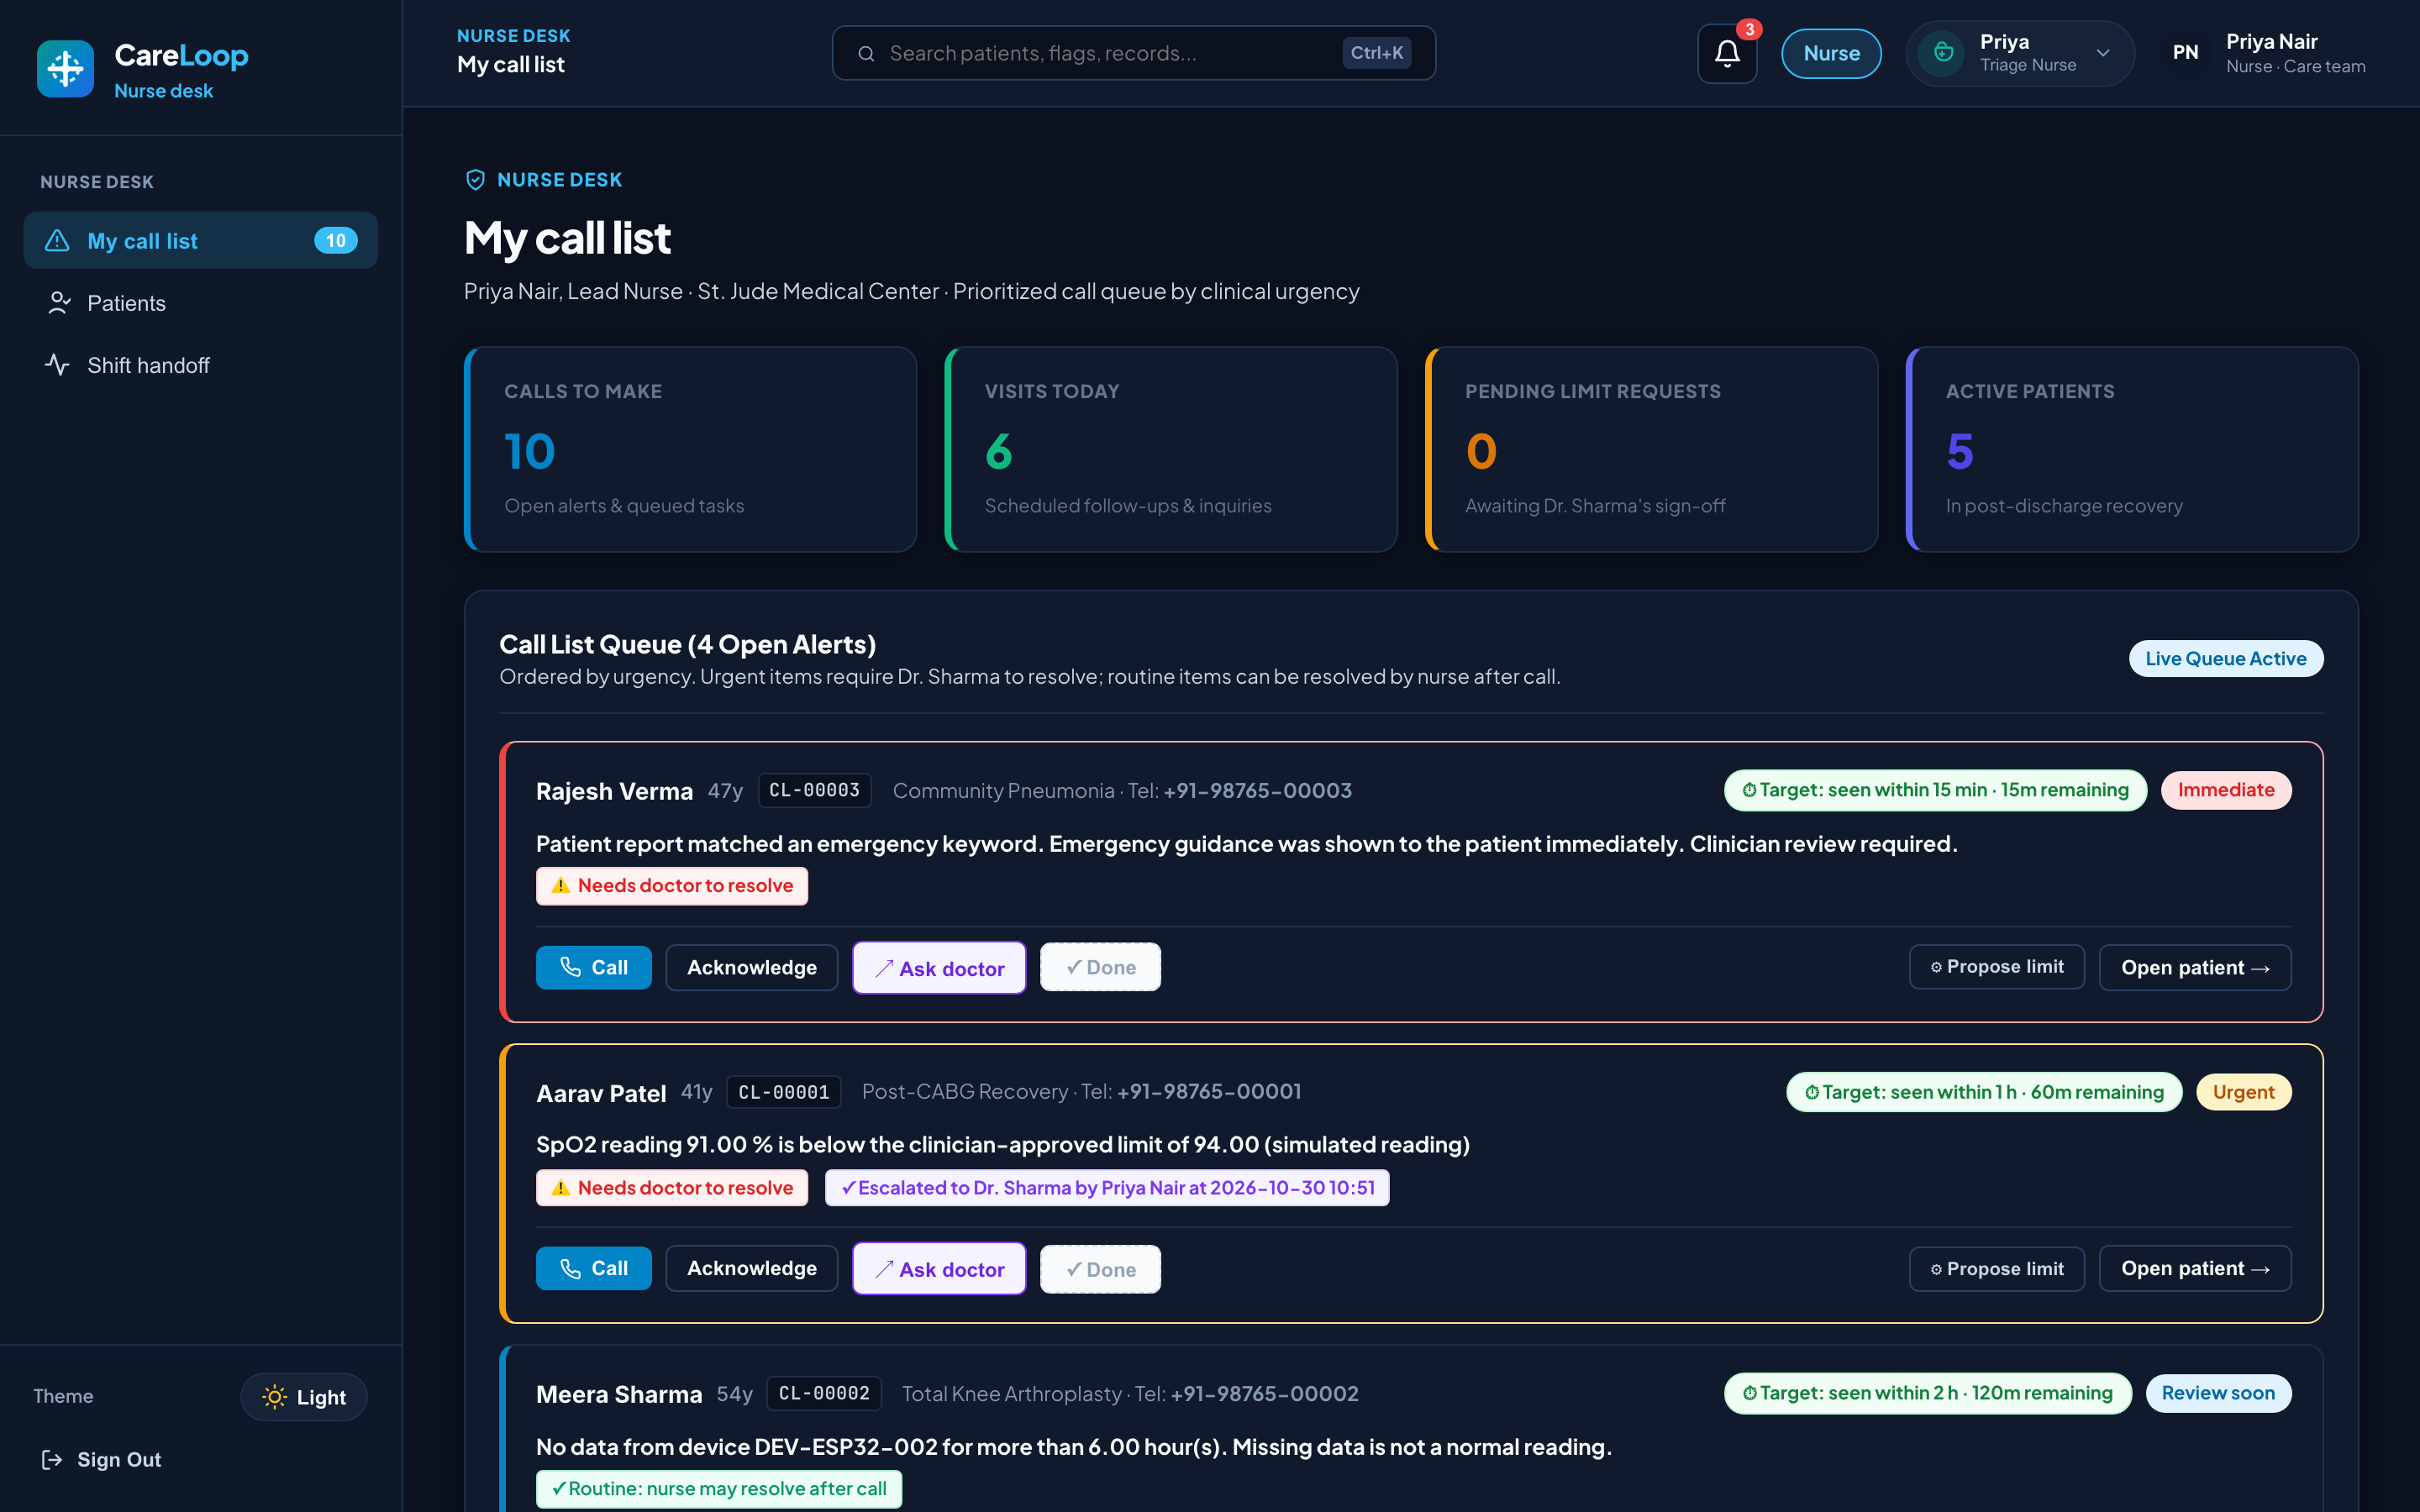 CareLoop
Nurse desk
NURSE DESK
My call list 10
Patients
Shift handoff
Theme Light
Sign Out
NURSE DESK
My call list
Search patients, flags, records... Ctrl+K
3
Nurse
Priya
Triage Nurse
PN
Priya Nair
Nurse · Care team
NURSE DESK
My call list
Priya Nair, Lead Nurse · St. Jude Medical Center · Prioritized call queue by clinical urgency
CALLS TO MAKE
10
Open alerts & queued tasks
VISITS TODAY
6
Scheduled follow-ups & inquiries
PENDING LIMIT REQUESTS
0
Awaiting Dr. Sharma's sign-off
ACTIVE PATIENTS
5
In post-discharge recovery
Call List Queue (4 Open Alerts)
Ordered by urgency. Urgent items require Dr. Sharma to resolve; routine items can be resolved by nurse after call.
Live Queue Active
Rajesh Verma 47y CL-00003 Community Pneumonia · Tel: +91-98765-00003 ⏱ Target: seen within 15 min · 15m remaining Immediate
Patient report matched an emergency keyword. Emergency guidance was shown to the patient immediately. Clinician review required.
⚠️ Needs doctor to resolve
Call Acknowledge ↗ Ask doctor ✓ Done ⚙ Propose limit Open patient →
Aarav Patel 41y CL-00001 Post-CABG Recovery · Tel: +91-98765-00001 ⏱ Target: seen within 1 h · 60m remaining Urgent
SpO2 reading 91.00 % is below the clinician-approved limit of 94.00 (simulated reading)
⚠️ Needs doctor to resolve ✓ Escalated to Dr. Sharma by Priya Nair at 2026-10-30 10:51
Call Acknowledge ↗ Ask doctor ✓ Done ⚙ Propose limit Open patient →
Meera Sharma 54y CL-00002 Total Knee Arthroplasty · Tel: +91-98765-00002 ⏱ Target: seen within 2 h · 120m remaining Review soon
No data from device DEV-ESP32-002 for more than 6.00 hour(s). Missing data is not a normal reading.
✓ Routine: nurse may resolve after call